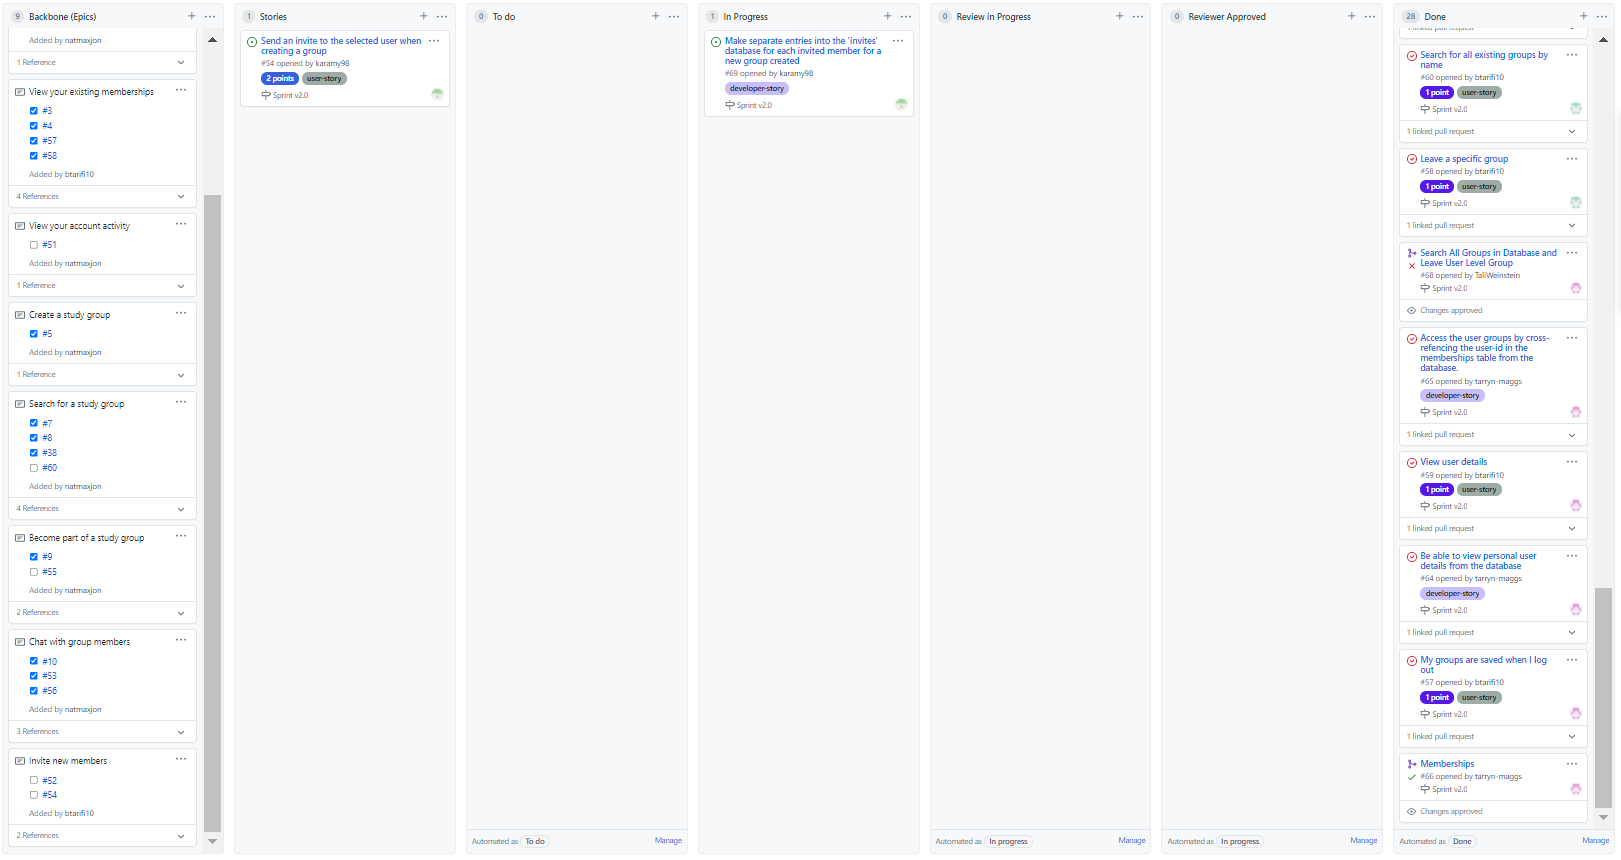 9 Backbone (Epics)
Added by natmaxjon
1 Reference
View your existing memberships
#3
#4
#57
#58
Added by btarifi10
4 References
View your account activity
#51
Added by natmaxjon
1 Reference
Create a study group
#5
Added by natmaxjon
1 Reference
Search for a study group
#7
#8
#38
#60
Added by natmaxjon
4 References
Become part of a study group
#9
#55
Added by natmaxjon
2 References
Chat with group members
#10
#53
#56
Added by natmaxjon
3 References
Invite new members
#52
#54
Added by btarifi10
2 References
1 Stories
Send an invite to the selected user when
creating a group
#54 opened by karamy98
2 points user-story
Sprint v2.0
0 To do
Automated as To do Manage
1 In Progress
Make separate entries into the 'invites'
database for each invited member for a
new group created
#69 opened by karamy98
developer-story
Sprint v2.0
0 Review in Progress
Automated as In progress Manage
0 Reviewer Approved
Automated as In progress Manage
28 Done
1 linked pull request
Search for all existing groups by
name
#60 opened by btarifi10
1 point user-story
Sprint v2.0
1 linked pull request
Leave a specific group
#58 opened by btarifi10
1 point user-story
Sprint v2.0
1 linked pull request
Search All Groups in Database and
Leave User Level Group
#68 opened by TaliWeinstein
Sprint v2.0
Changes approved
Access the user groups by cross-
refencing the user-id in the
memberships table from the
database.
#65 opened by tarryn-maggs
developer-story
Sprint v2.0
1 linked pull request
View user details
#59 opened by btarifi10
1 point user-story
Sprint v2.0
1 linked pull request
Be able to view personal user
details from the database
#64 opened by tarryn-maggs
developer-story
Sprint v2.0
1 linked pull request
My groups are saved when I log
out
#57 opened by btarifi10
1 point user-story
Sprint v2.0
1 linked pull request
Memberships
#66 opened by tarryn-maggs
Sprint v2.0
Changes approved
Automated as Done Manage